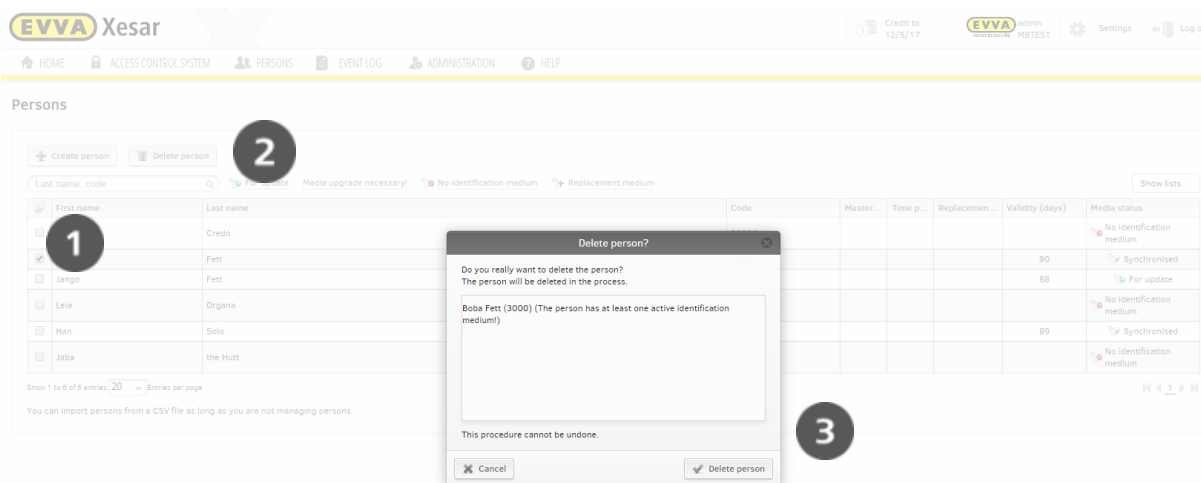 EVVA Xesar
Credit to
12/5/17
EVVA
admin
MBTEST
Settings
Log o
HOME
ACCESS CONTROL SYSTEM
PERSONS
EVENT LOG
ADMINISTRATION
HELP
Persons
Create person
Delete person
2
Last name, code
For update
Media upgrade necessary!
No identification medium
Replacement medium
Show lists
First name
Last name
Code
Master...
Time p...
Replacemen...
Validity (days)
Media status
1
Credo
No identification
medium
Fett
90
Synchronised
Jango
Fett
88
For update
Leia
Organa
No identification
medium
Han
Solo
89
Synchronised
Jaba
the Hutt
No identification
medium
Show 1 to 6 of 6 entries
20
Entries per page
1
You can import persons from a CSV file as long as you are not managing persons.
Delete person?
Do you really want to delete the person?
The person will be deleted in the process.
Boba Fett (3000) (The person has at least one active identification
medium!)
This procedure cannot be undone.
3
Cancel
Delete person